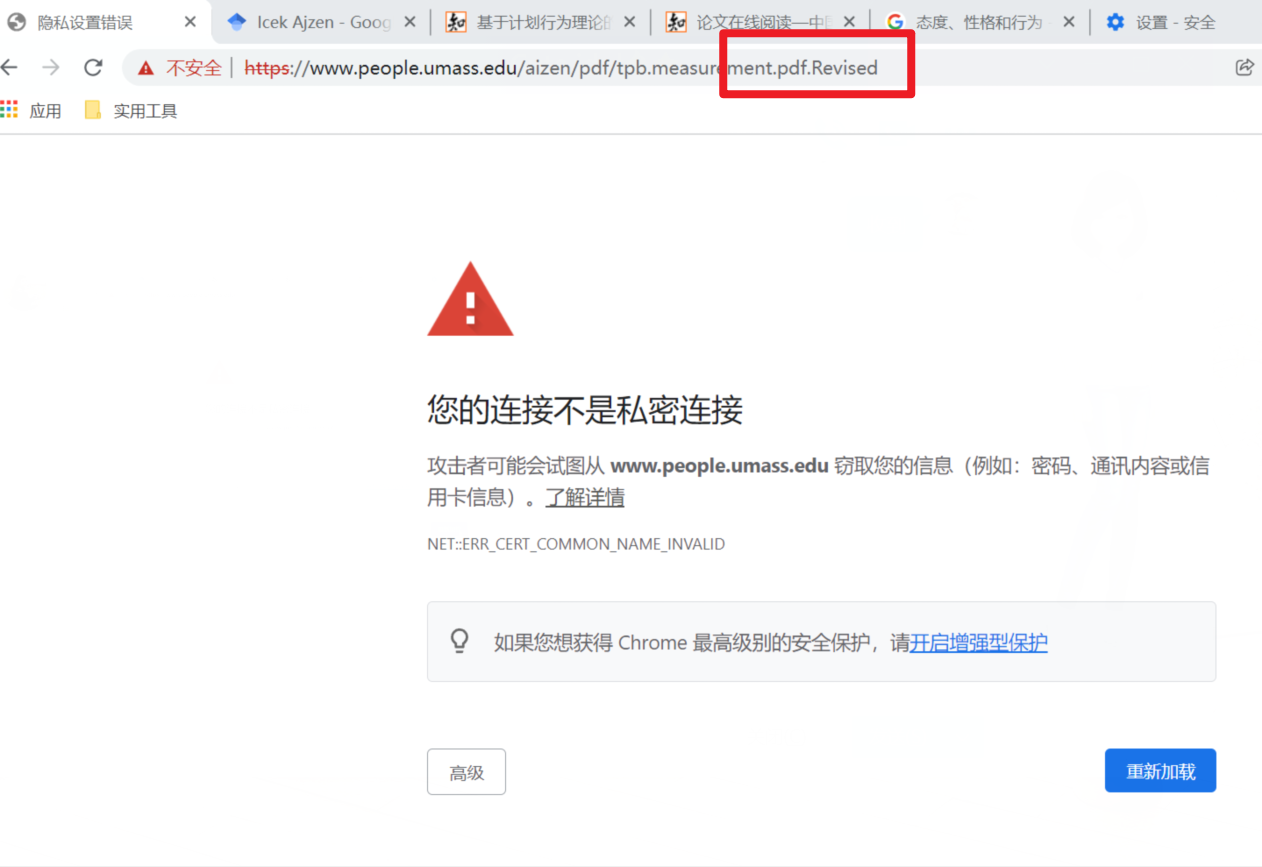 隐私设置错误
Icek Ajzen - Goog
基于计划行为理论的
论文在线阅读—中国
态度、性格和行为 -
设置 - 安全
不安全 | https://www.people.umass.edu/aizen/pdf/tpb.measurement.pdf.Revised
应用
实用工具
您的连接不是私密连接
攻击者可能会试图从 www.people.umass.edu 窃取您的信息（例如：密码、通讯内容或信
用卡信息）。了解详情
NET::ERR_CERT_COMMON_NAME_INVALID
如果您想获得 Chrome 最高级别的安全保护，请开启增强型保护
高级
重新加载